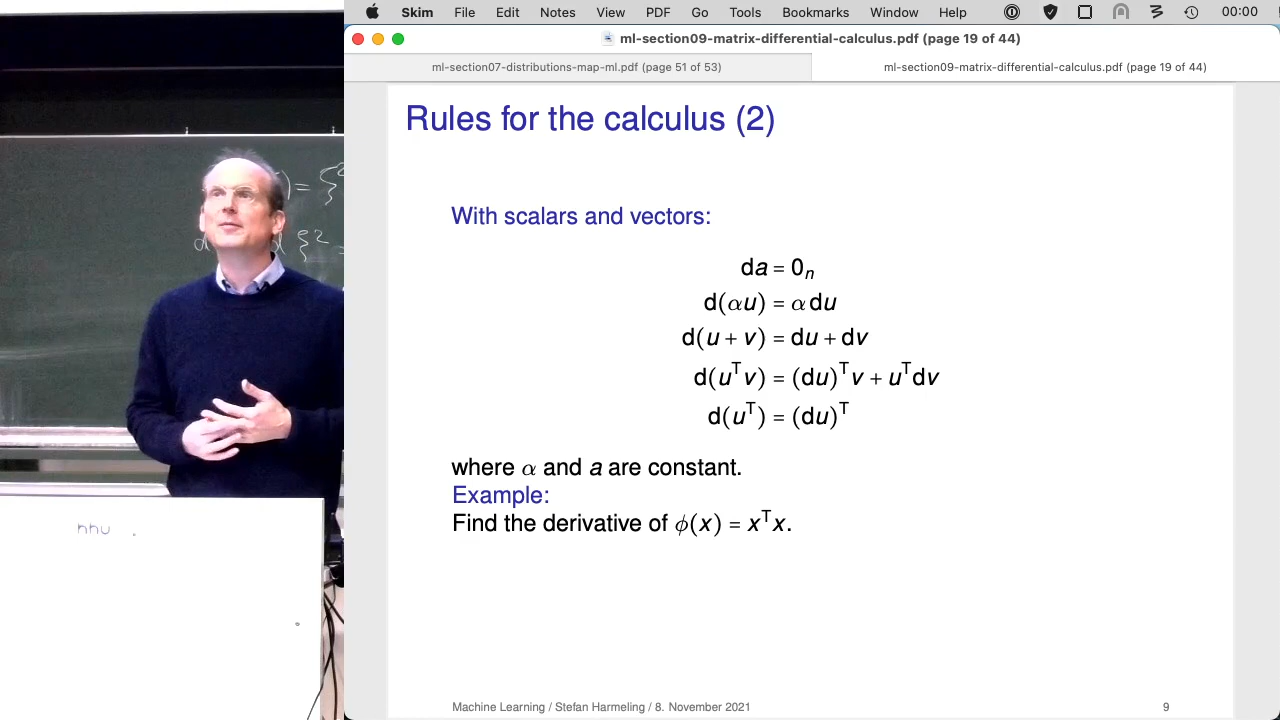 Skim File Edit Notes View PDF Go Tools Bookmarks Window Help 00:00
ml-section09-matrix-differential-calculus.pdf (page 19 of 44)
ml-section07-distributions-map-ml.pdf (page 51 of 53) ml-section09-matrix-differential-calculus.pdf (page 19 of 44)
Rules for the calculus (2)
With scalars and vectors:
da = 0ₙ
d(αu) = α du
d(u + v) = du + dv
d(uᵀv) = (du)ᵀv + uᵀdv
d(uᵀ) = (du)ᵀ
where α and a are constant.
Example:
Find the derivative of ϕ(x) = xᵀx.
Machine Learning / Stefan Harmeling / 8. November 2021 9
hhu